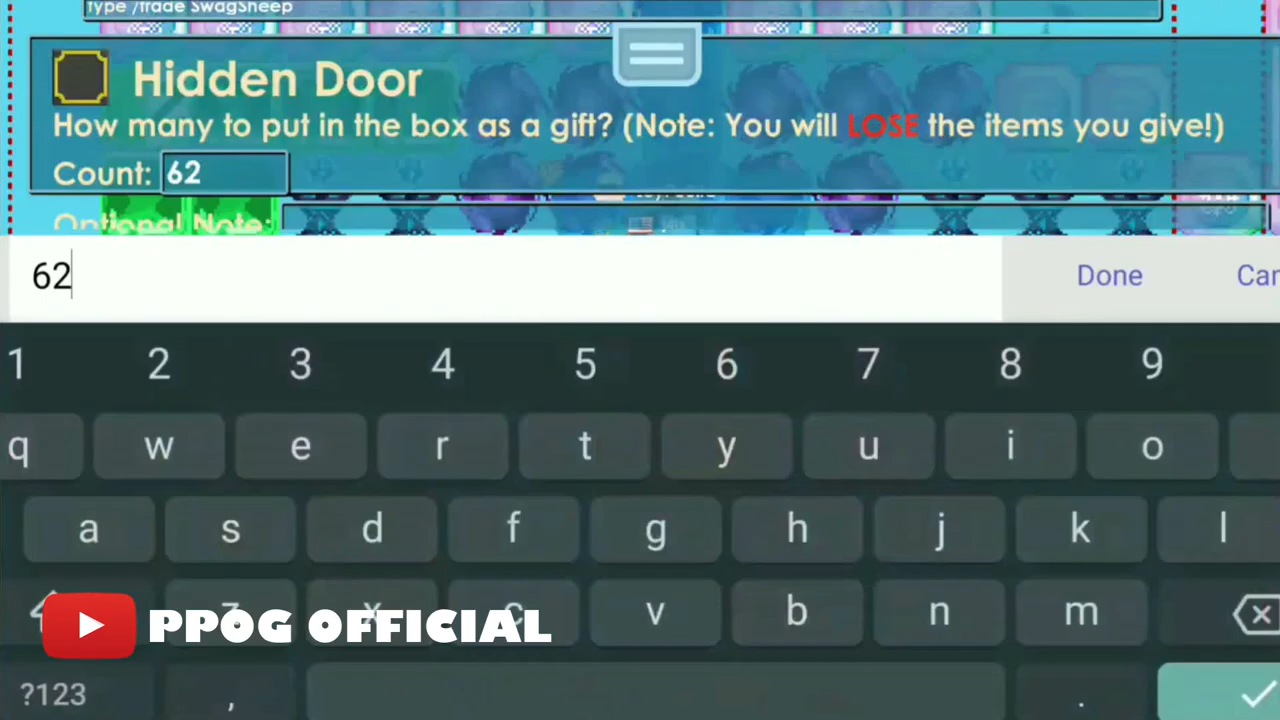 type /trade SwagSheep
Hidden Door
How many to put in the box as a gift? (Note: You will LOSE the items you give!)
Count: 62
Optional Note:
62
Done
1 2 3 4 5 6 7 8 9
q w e r t y u i o
a s d f g h j k l
z x c v b n m
PPOG OFFICIAL
?123 , .